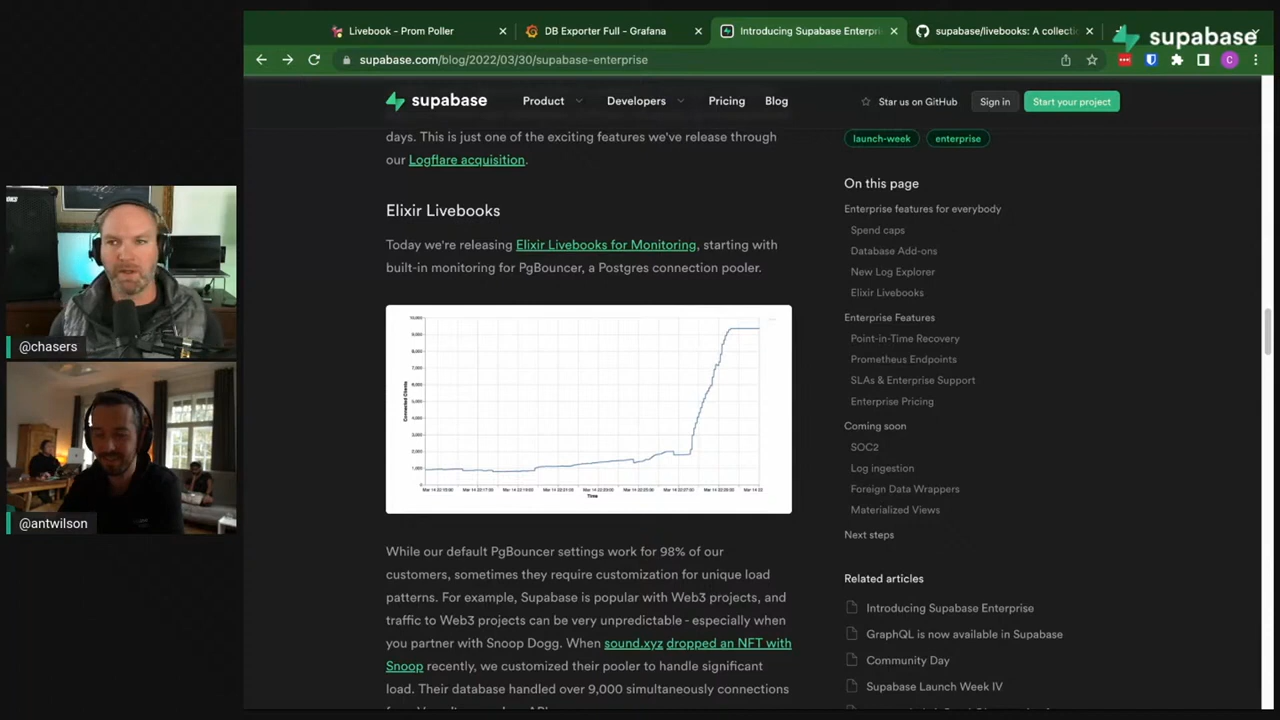 Livebook - Prom Poller
DB Exporter Full - Grafana
Introducing Supabase Enterpri
supabase/livebooks: A collecti
supabase
supabase.com/blog/2022/03/30/supabase-enterprise
supabase
Product
Developers
Pricing
Blog
Star us on GitHub
Sign in
Start your project
days. This is just one of the exciting features we've release through
our Logflare acquisition.
Elixir Livebooks
Today we're releasing Elixir Livebooks for Monitoring, starting with
built-in monitoring for PgBouncer, a Postgres connection pooler.
Connected Clients
Time
While our default PgBouncer settings work for 98% of our
customers, sometimes they require customization for unique load
patterns. For example, Supabase is popular with Web3 projects, and
traffic to Web3 projects can be very unpredictable - especially when
you partner with Snoop Dogg. When sound.xyz dropped an NFT with
Snoop recently, we customized their pooler to handle significant
load. Their database handled over 9,000 simultaneously connections
launch-week
enterprise
On this page
Enterprise features for everybody
Spend caps
Database Add-ons
New Log Explorer
Elixir Livebooks
Enterprise Features
Point-in-Time Recovery
Prometheus Endpoints
SLAs & Enterprise Support
Enterprise Pricing
Coming soon
SOC2
Log ingestion
Foreign Data Wrappers
Materialized Views
Next steps
Related articles
Introducing Supabase Enterprise
GraphQL is now available in Supabase
Community Day
Supabase Launch Week IV
@chasers
@antwilson